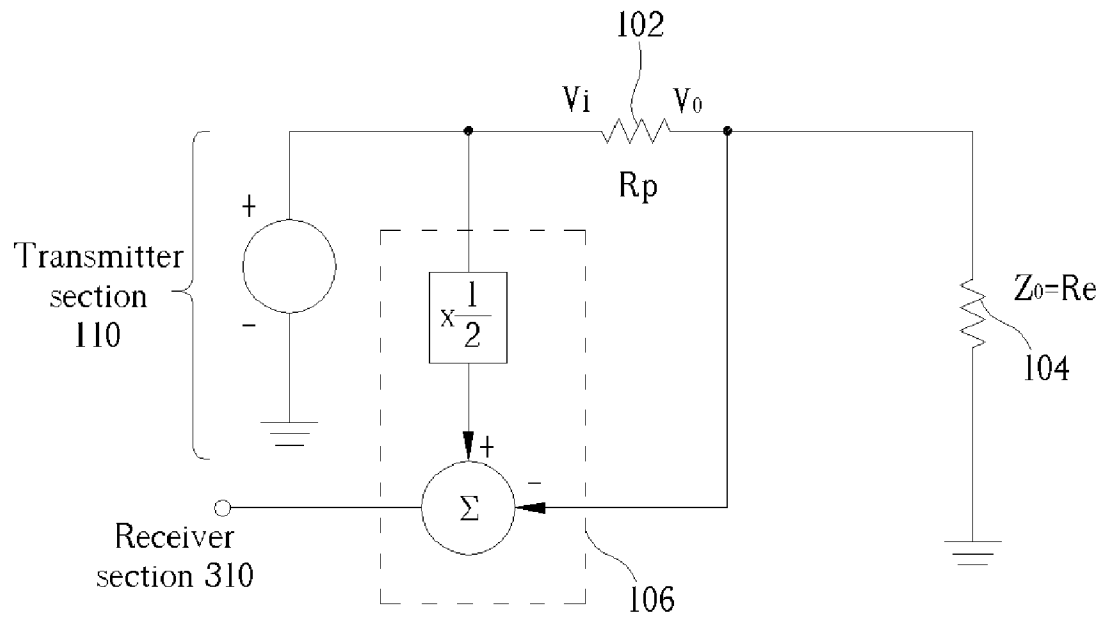 102
Vi
V₀
Rp
+
Transmitter
section
110
-
x 1/2
Z₀=Re
104
+
-
Σ
Receiver
section 310
106